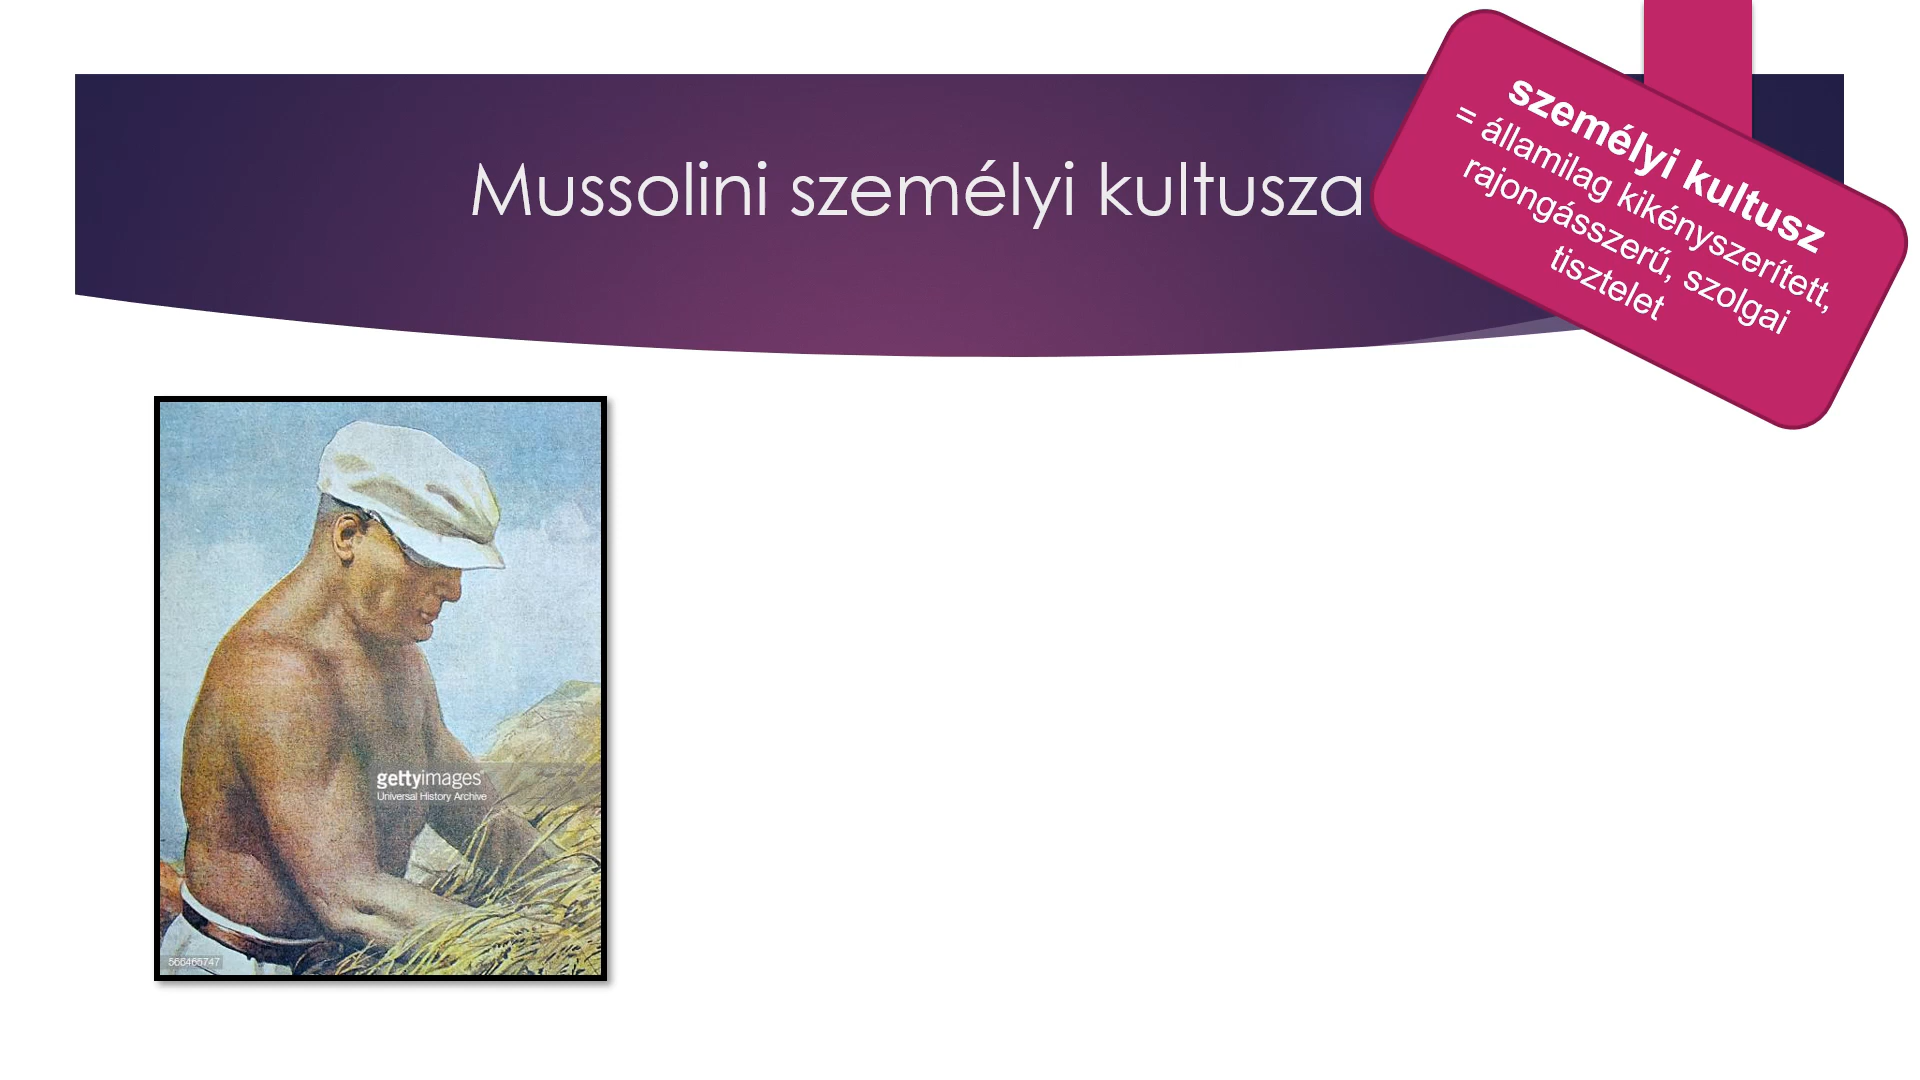 Mussolini személyi kultusza
személyi kultusz
= államilag kikényszerített,
rajongásszerű, szolgai
tisztelet
gettyimages
Universal History Archive
566465747